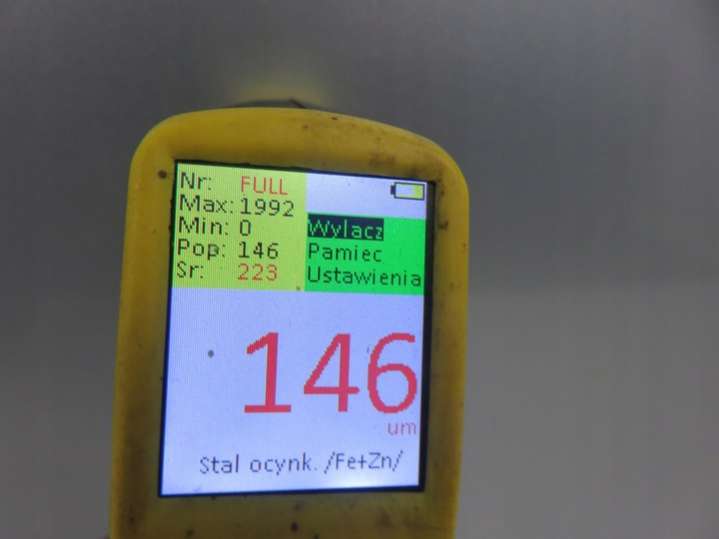 Nr: FULL
Max: 1992
Min: 0
Pop: 146
Sr: 223
Wylacz
Pamiec
Ustawienia
146
um
Stal ocynk. /Fe+Zn/